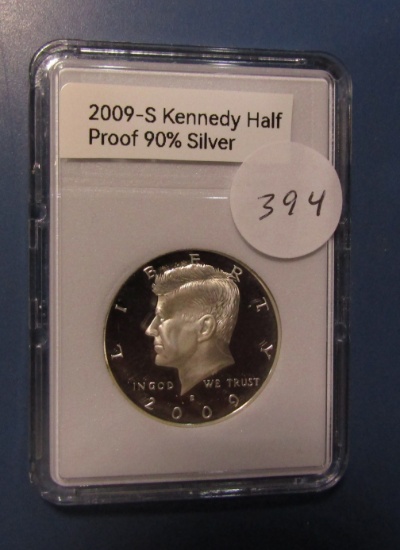 2009-S Kennedy Half
Proof 90% Silver
394
LIBERTY
IN GOD WE TRUST
S
2009